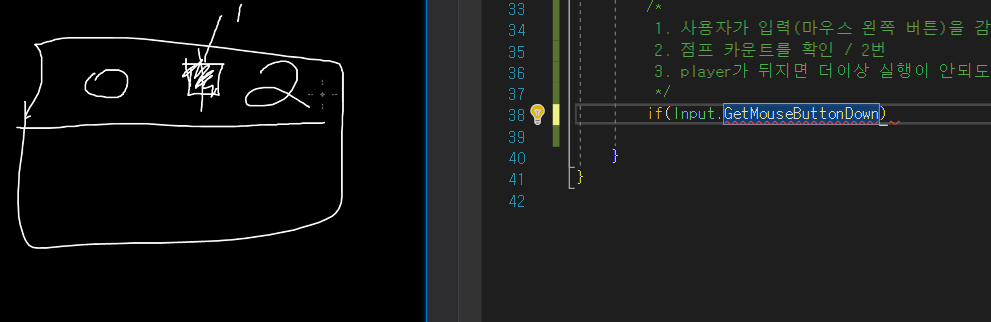 1
0 2
33 /*
34 1. 사용자가 입력(마우스 왼쪽 버튼)을 감
35 2. 점프 카운트를 확인 / 2번
36 3. player가 뒤지면 더이상 실행이 안되도
37 */
38 if(Input.GetMouseButtonDown)
39
40 }
41 }
42